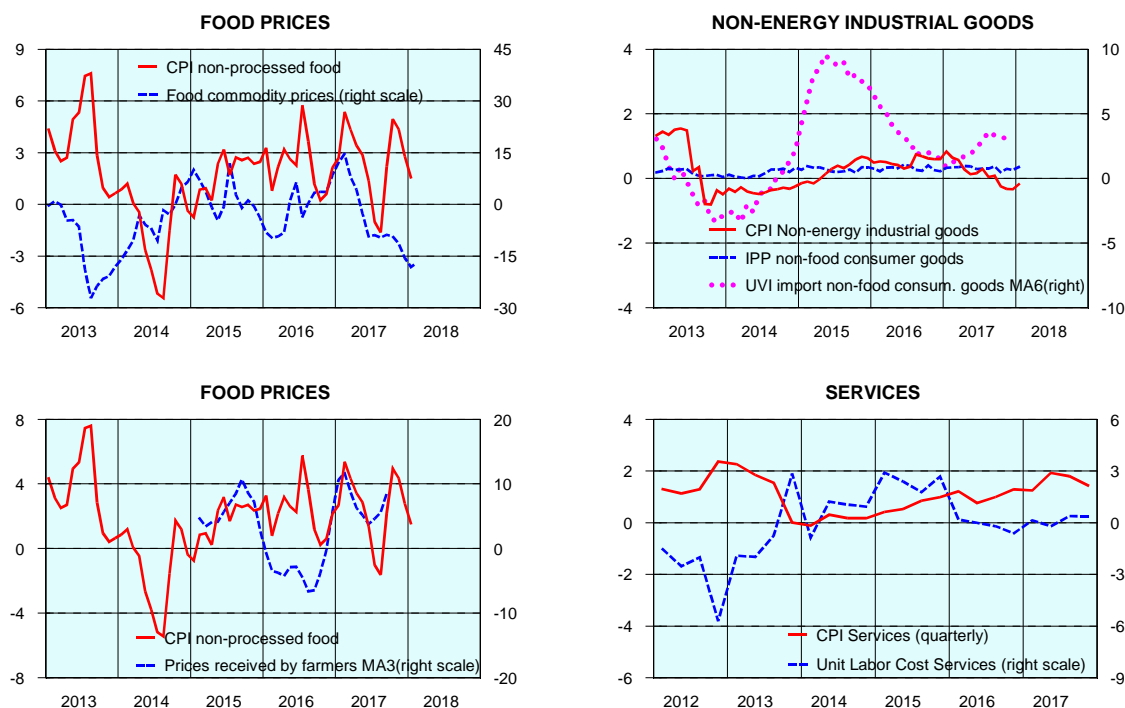 FOOD PRICES
9
6
3
0
-3
-6
45
30
15
0
-15
-30
CPI non-processed food
Food commodity prices (right scale)
2013 2014 2015 2016 2017 2018
NON-ENERGY INDUSTRIAL GOODS
4
2
0
-2
-4
10
5
0
-5
-10
CPI Non-energy industrial goods
IPP non-food consumer goods
UVI import non-food consum. goods MA6(right)
2013 2014 2015 2016 2017 2018
FOOD PRICES
8
4
0
-4
-8
20
10
0
-10
-20
CPI non-processed food
Prices received by farmers MA3(right scale)
2013 2014 2015 2016 2017 2018
SERVICES
4
2
0
-2
-4
-6
6
3
0
-3
-6
-9
CPI Services (quarterly)
Unit Labor Cost Services (right scale)
2012 2013 2014 2015 2016 2017